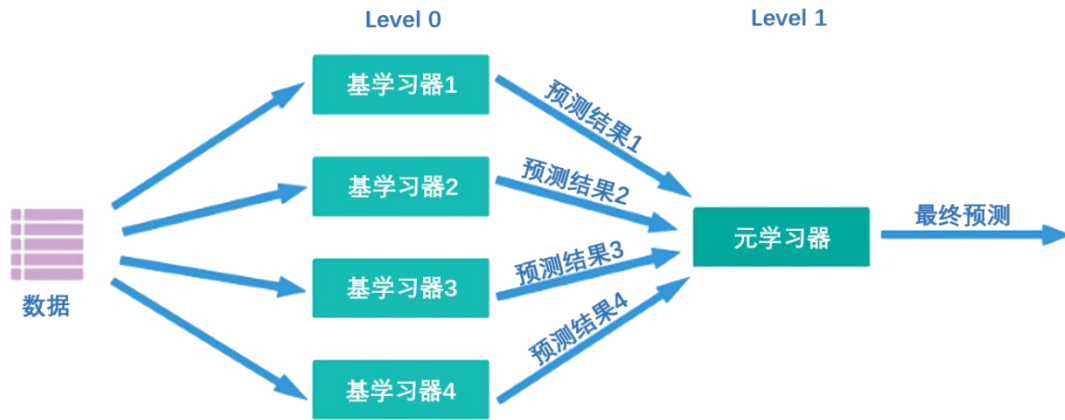 Level 0
Level 1
基学习器1
预测结果1
基学习器2
预测结果2
元学习器
最终预测
数据
基学习器3
预测结果3
基学习器4
预测结果4